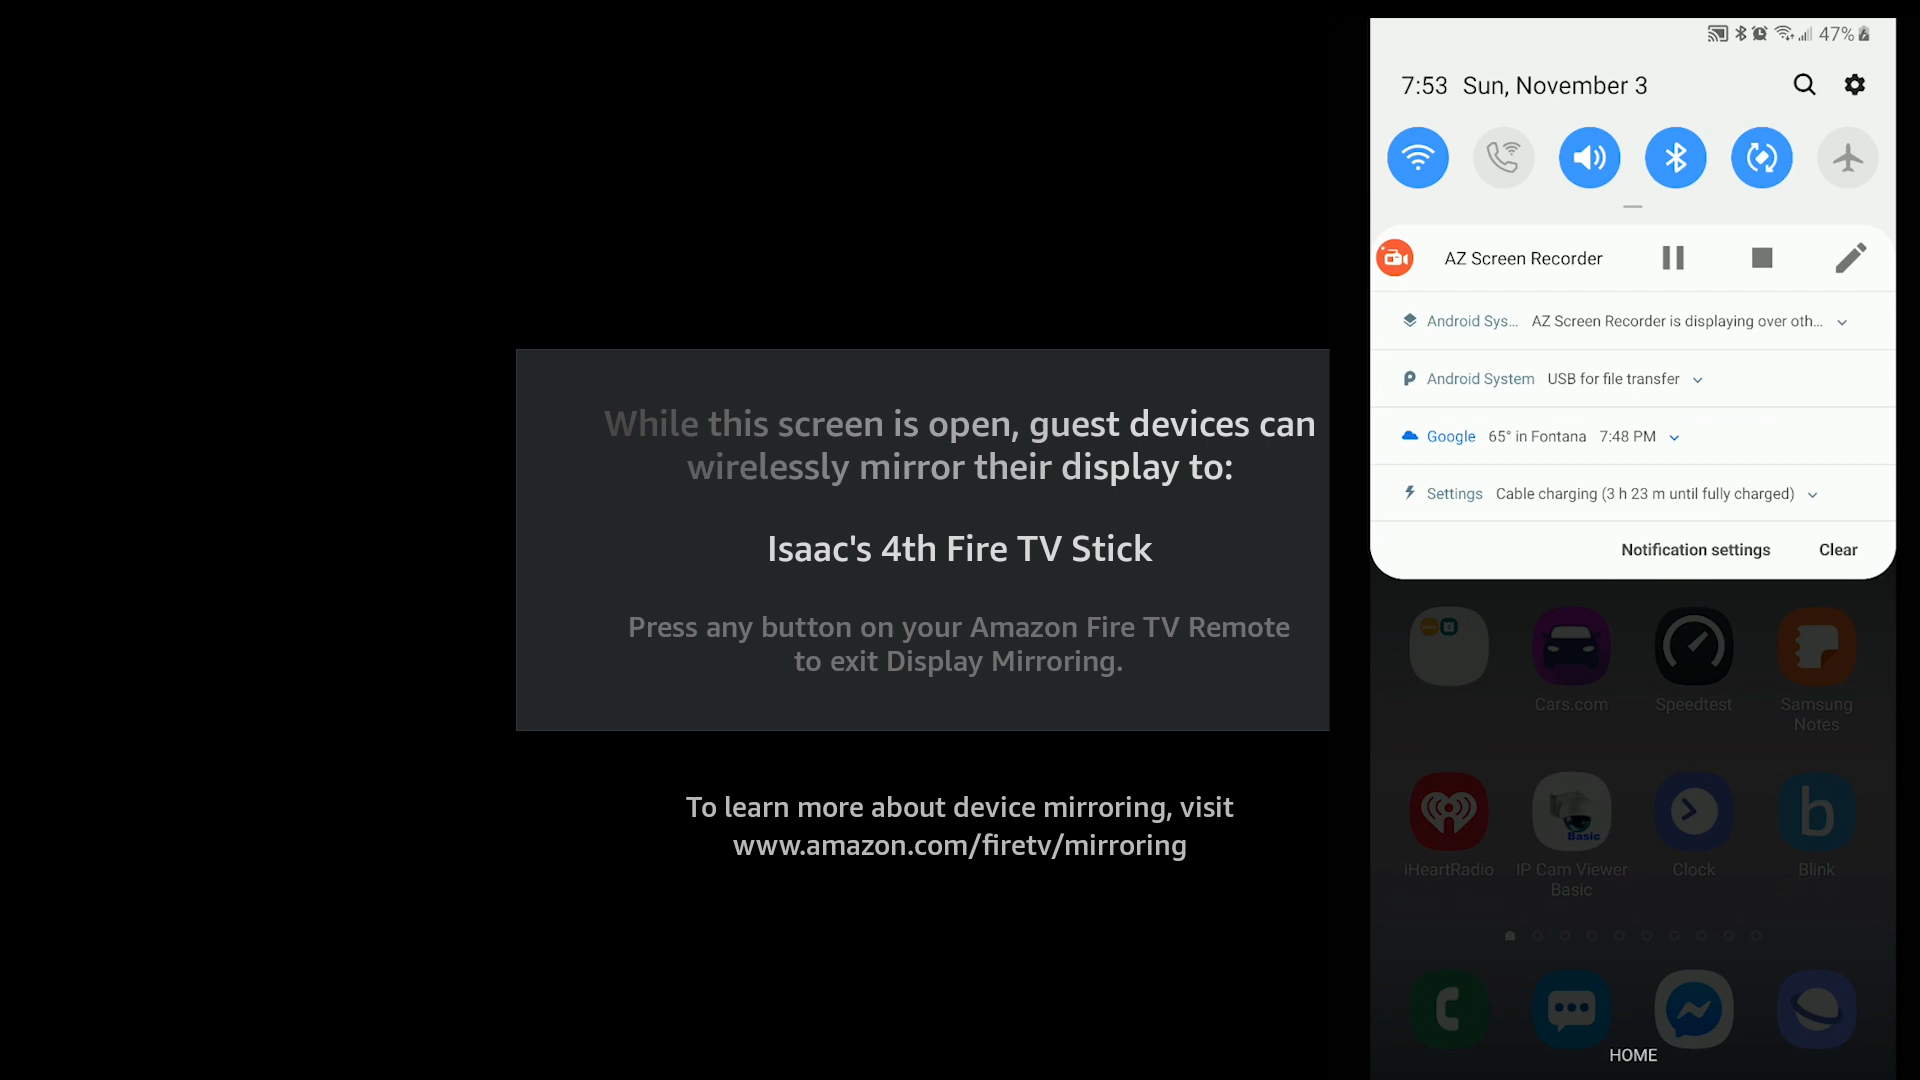 While this screen is open, guest devices can
wirelessly mirror their display to:
Isaac's 4th Fire TV Stick
Press any button on your Amazon Fire TV Remote
to exit Display Mirroring.
To learn more about device mirroring, visit
www.amazon.com/firetv/mirroring
47%
7:53 Sun, November 3
AZ Screen Recorder
Android Sys... AZ Screen Recorder is displaying over oth...
Android System USB for file transfer
Google 65° in Fontana 7:48 PM
Settings Cable charging (3 h 23 m until fully charged)
Notification settings Clear
Cars.com Speedtest Samsung
Notes
Basic
b
iHeartRadio IP Cam Viewer Clock Blink
Basic
HOME